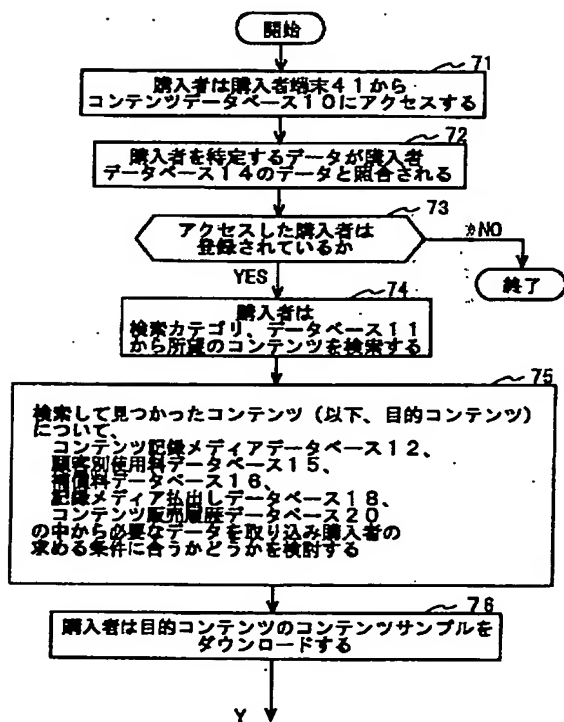 開始
71
購入者は購入者端末41から
コンテンツデータベース10にアクセスする
72
購入者を特定するデータが購入者
データベース14のデータと照合される
73
アクセスした購入者は
登録されているか
NO
YES
終了
74
購入者は
検索カテゴリ、データベース11
から所望のコンテンツを検索する
75
検索して見つかったコンテンツ(以下、目的コンテンツ)
について、
コンテンツ記録メディアデータベース12、
顧客別使用料データベース15、
補償料データベース16、
記録メディア払出しデータベース18、
コンテンツ販売履歴データベース20
の中から必要なデータを取り込み購入者の
求める条件に合うかどうかを検討する
76
購入者は目的コンテンツのコンテンツサンプルを
ダウンロードする
Y